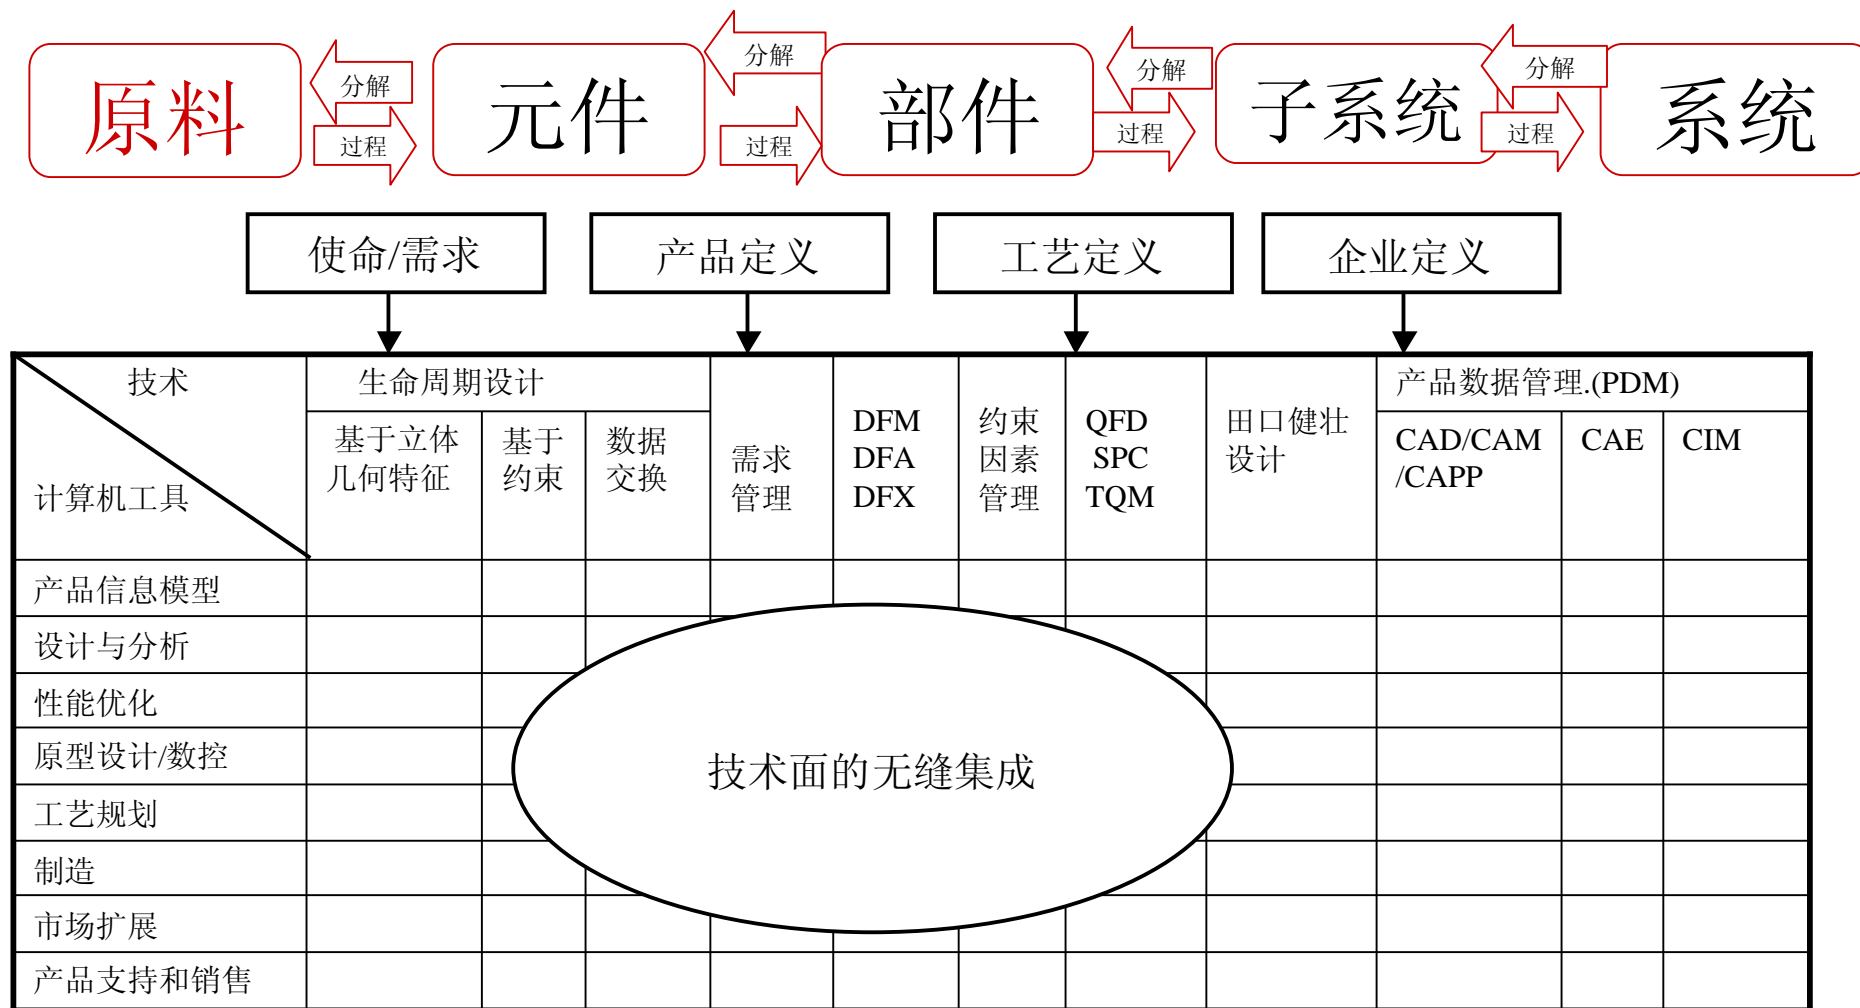 原料
分解
过程
元件
分解
过程
部件
分解
过程
子系统
分解
过程
系统
使命/需求
产品定义
工艺定义
企业定义
技术
计算机工具
生命周期设计
基于立体
几何特征
基于
约束
数据
交换
需求
管理
DFM
DFA
DFX
约束
因素
管理
QFD
SPC
TQM
田口健壮
设计
产品数据管理.(PDM)
CAD/CAM
/CAPP
CAE
CIM
产品信息模型
设计与分析
性能优化
原型设计/数控
工艺规划
制造
市场扩展
产品支持和销售
技术面的无缝集成